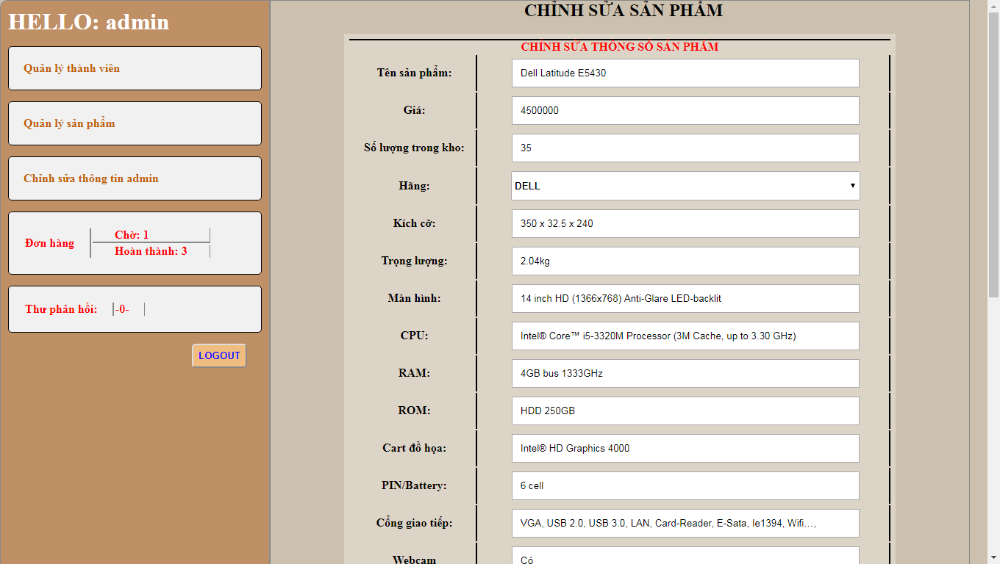 HELLO: admin
Quản lý thành viên
Quản lý sản phẩm
Chỉnh sửa thông tin admin
Đơn hàng
Chờ: 1
Hoàn thành: 3
Thư phản hồi: -0-
LOGOUT
CHỈNH SỬA SẢN PHẨM
CHỈNH SỬA THÔNG SỐ SẢN PHẨM
Tên sản phẩm: Dell Latitude E5430
Giá: 4500000
Số lượng trong kho: 35
Hãng: DELL
Kích cỡ: 350 x 32.5 x 240
Trọng lượng: 2.04kg
Màn hình: 14 inch HD (1366x768) Anti-Glare LED-backlit
CPU: Intel® Core™ i5-3320M Processor (3M Cache, up to 3.30 GHz)
RAM: 4GB bus 1333GHz
ROM: HDD 250GB
Cart đồ họa: Intel® HD Graphics 4000
PIN/Battery: 6 cell
Cổng giao tiếp: VGA, USB 2.0, USB 3.0, LAN, Card-Reader, E-Sata, Ie1394, Wifi…,
Webcam Có